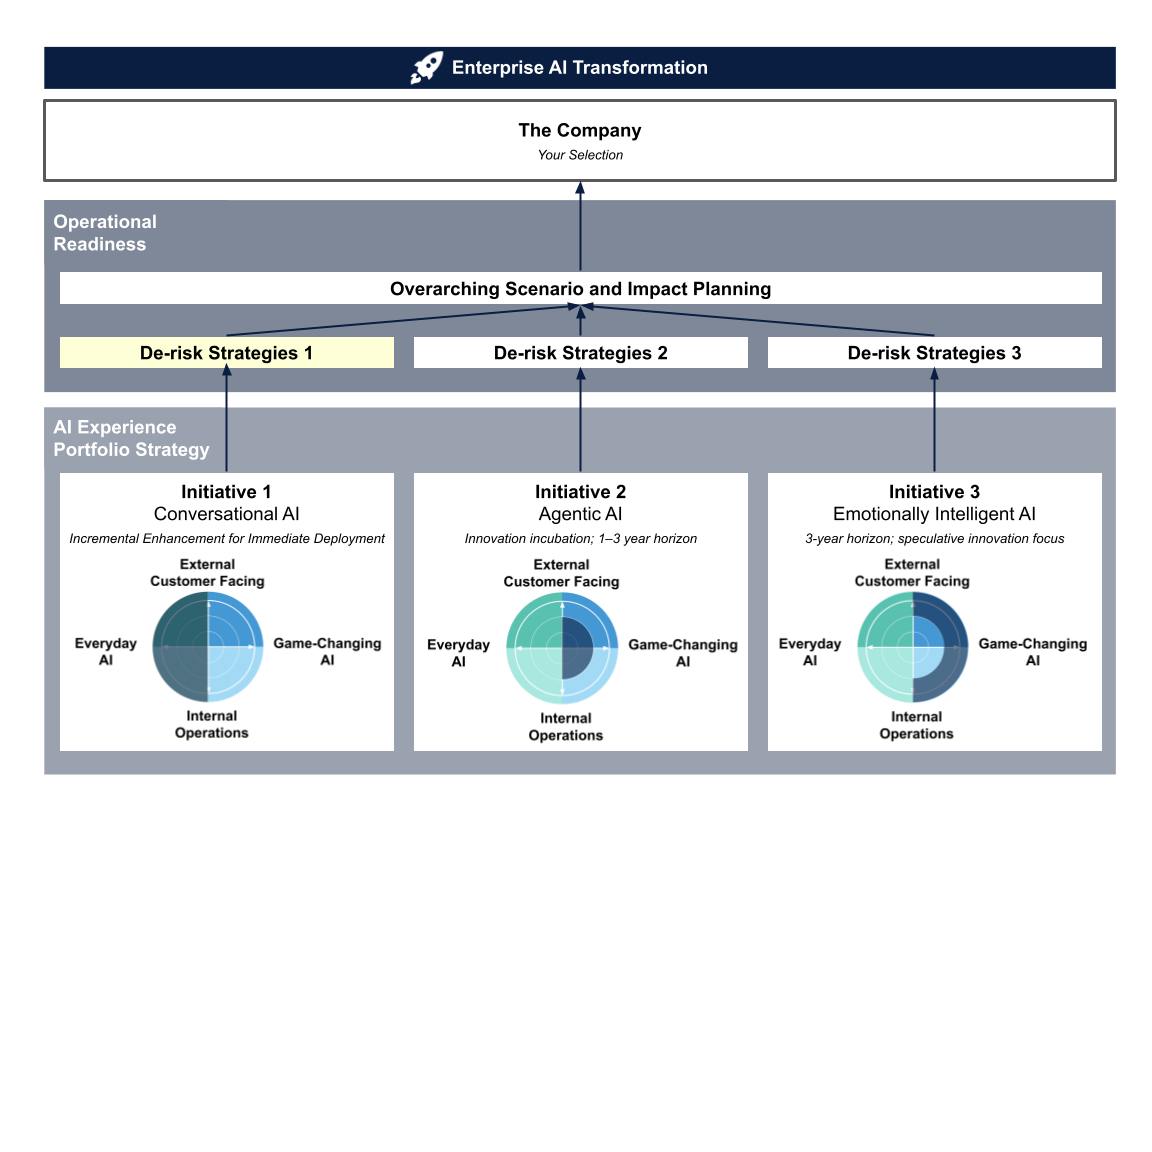 Enterprise AI Transformation
The Company
Your Selection
Operational
Readiness
Overarching Scenario and Impact Planning
De-risk Strategies 1
De-risk Strategies 2
De-risk Strategies 3
AI Experience
Portfolio Strategy
Initiative 1
Conversational AI
Incremental Enhancement for Immediate Deployment
External
Customer Facing
Everyday
AI
Game-Changing
AI
Internal
Operations
Initiative 2
Agentic AI
Innovation incubation; 1–3 year horizon
External
Customer Facing
Everyday
AI
Game-Changing
AI
Internal
Operations
Initiative 3
Emotionally Intelligent AI
3-year horizon; speculative innovation focus
External
Customer Facing
Everyday
AI
Game-Changing
AI
Internal
Operations